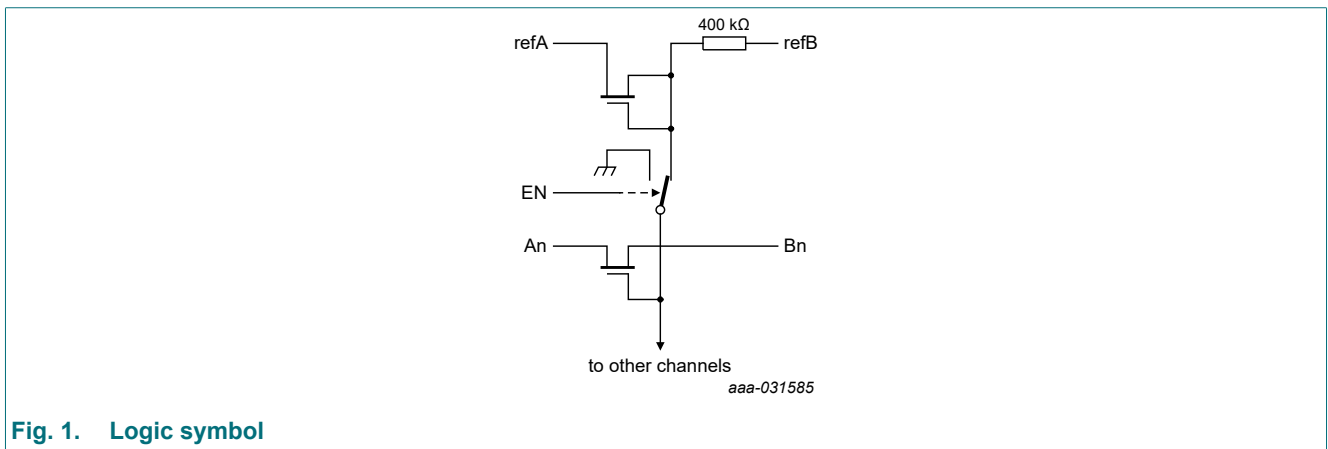 400 kΩ
refA
refB
EN
An
Bn
to other channels
aaa-031585
Fig. 1. Logic symbol